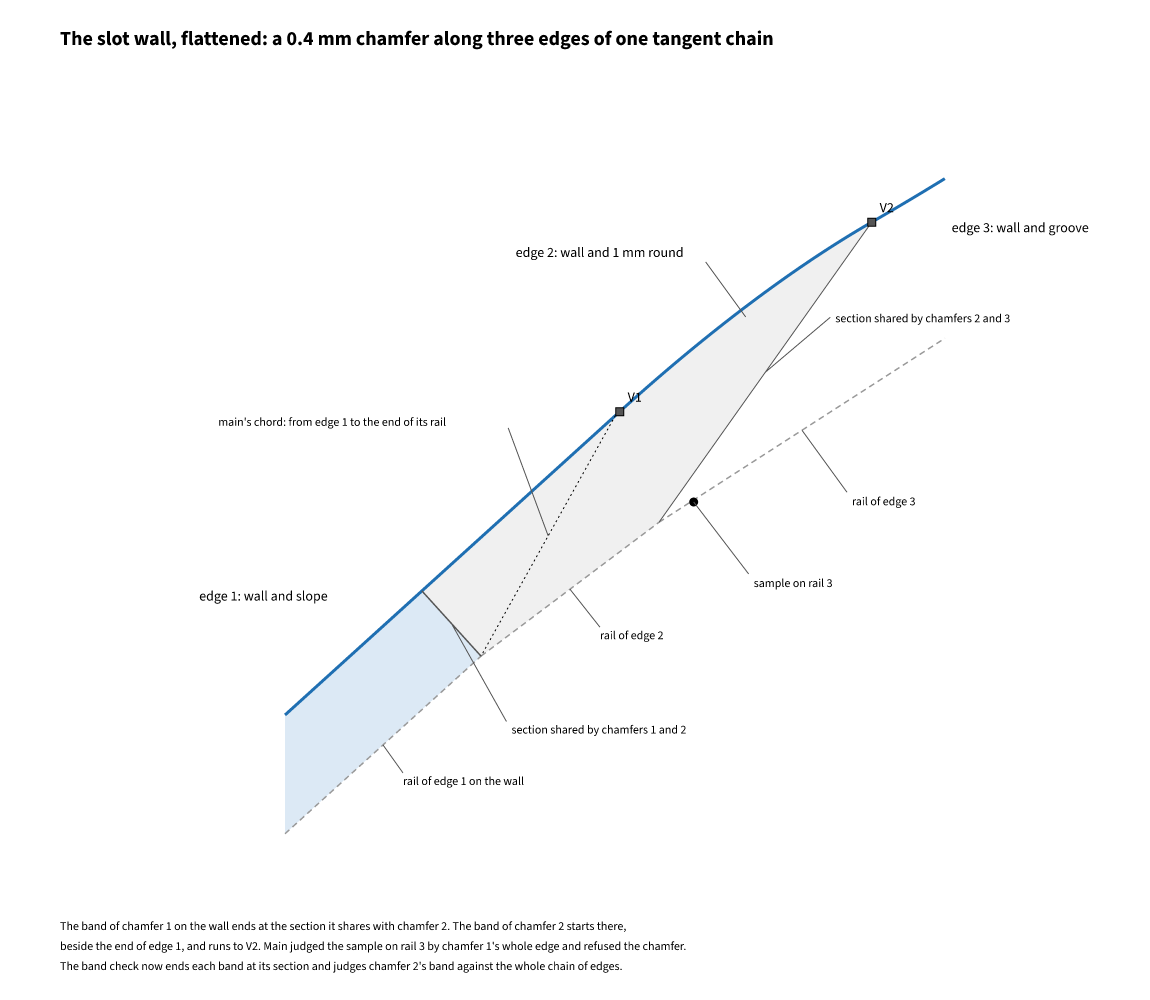 The slot wall, flattened: a 0.4 mm chamfer along three edges of one tangent chain
V2
edge 3: wall and groove
edge 2: wall and 1 mm round
section shared by chamfers 2 and 3
V1
main's chord: from edge 1 to the end of its rail
rail of edge 3
sample on rail 3
edge 1: wall and slope
rail of edge 2
section shared by chamfers 1 and 2
rail of edge 1 on the wall
The band of chamfer 1 on the wall ends at the section it shares with chamfer 2. The band of chamfer 2 starts there,
beside the end of edge 1, and runs to V2. Main judged the sample on rail 3 by chamfer 1's whole edge and refused the chamfer.
The band check now ends each band at its section and judges chamfer 2's band against the whole chain of edges.